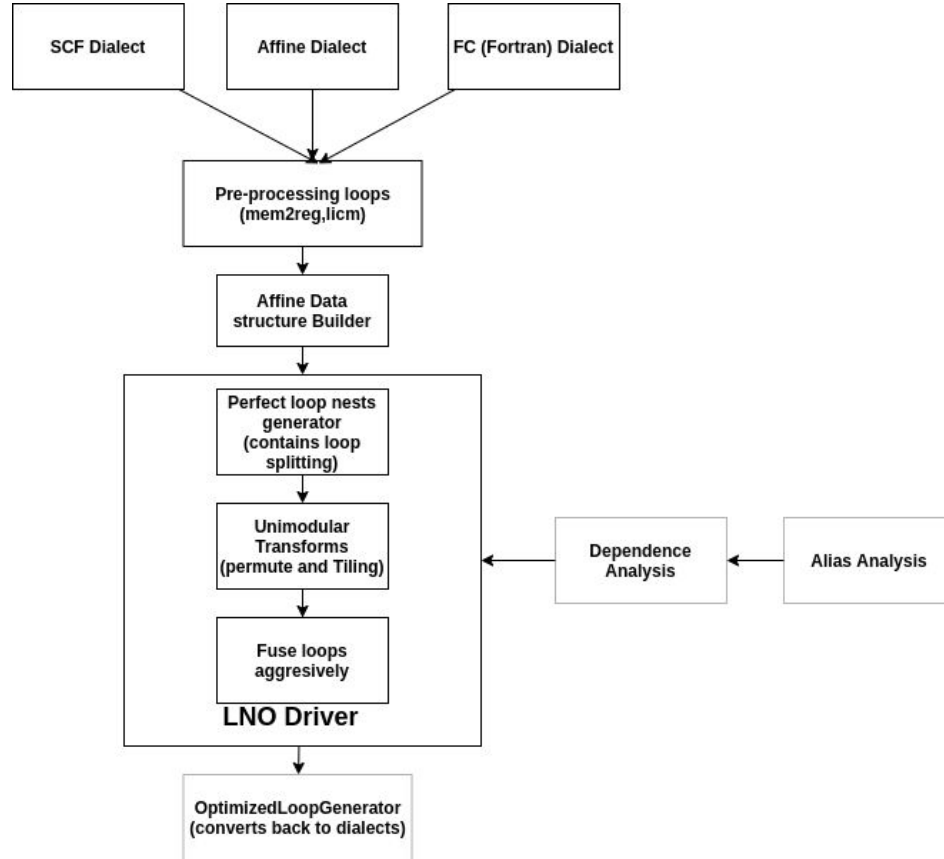 SCF Dialect
Affine Dialect
FC (Fortran) Dialect
Pre-processing loops
(mem2reg,licm)
Affine Data
structure Builder
Perfect loop nests
generator
(contains loop
splitting)
Unimodular
Transforms
(permute and Tiling)
Dependence
Analysis
Alias Analysis
Fuse loops
aggresively
LNO Driver
OptimizedLoopGenerator
(converts back to dialects)